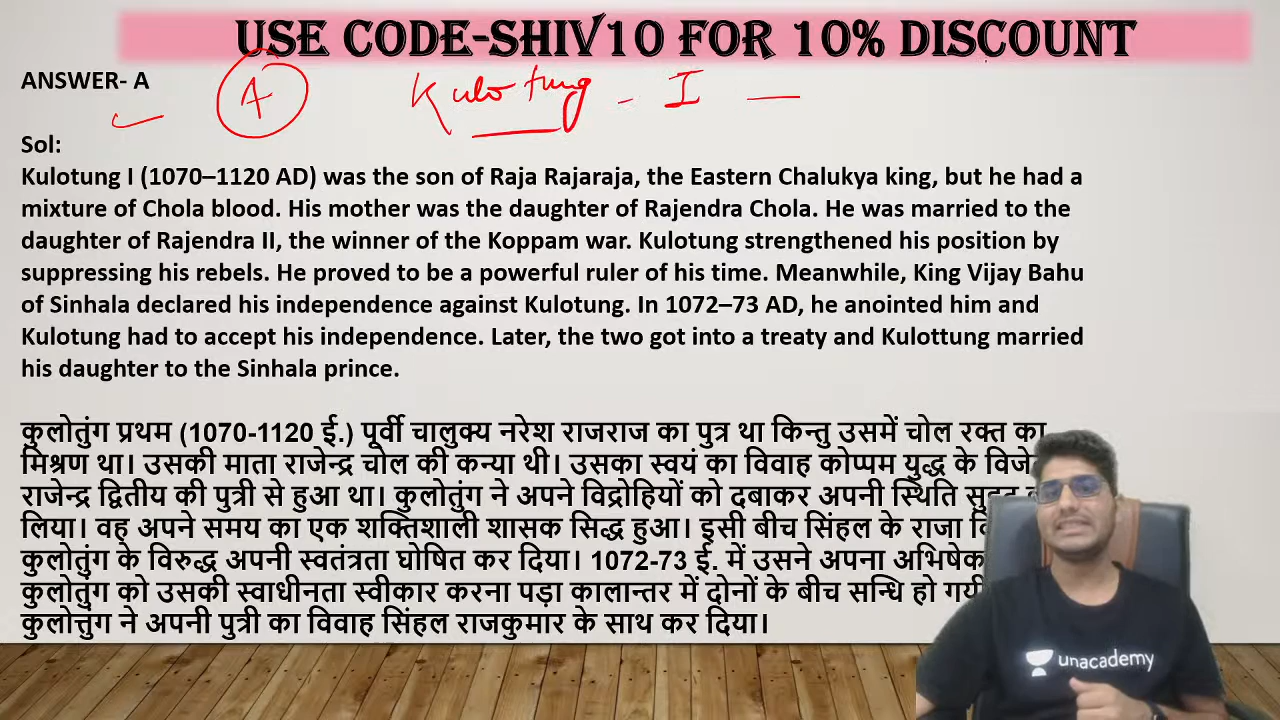 USE CODE-SHIV10 FOR 10% DISCOUNT
ANSWER- A
A
Kulotung - I —
Sol:
Kulotung I (1070–1120 AD) was the son of Raja Rajaraja, the Eastern Chalukya king, but he had a
mixture of Chola blood. His mother was the daughter of Rajendra Chola. He was married to the
daughter of Rajendra II, the winner of the Koppam war. Kulotung strengthened his position by
suppressing his rebels. He proved to be a powerful ruler of his time. Meanwhile, King Vijay Bahu
of Sinhala declared his independence against Kulotung. In 1072–73 AD, he anointed him and
Kulotung had to accept his independence. Later, the two got into a treaty and Kulottung married
his daughter to the Sinhala prince.
कुलोतुंग प्रथम (1070-1120 ई.) पूर्वी चालुक्य नरेश राजराज का पुत्र था किन्तु उसमें चोल रक्त का
मिश्रण था। उसकी माता राजेन्द्र चोल की कन्या थी। उसका स्वयं का विवाह कोप्पम युद्ध के
राजेन्द्र द्वितीय की पुत्री से हुआ था। कुलोतुंग ने अपने विद्रोहियों को दबाकर अपनी स्थिति
लिया। वह अपने समय का एक शक्तिशाली शासक सिद्ध हुआ। इसी बीच सिंहल के राजा
कुलोतुंग के विरुद्ध अपनी स्वतंत्रता घोषित कर दिया। 1072-73 ई. में उसने अपना अभिषेक
कुलोतुंग को उसकी स्वाधीनता स्वीकार करना पड़ा कालान्तर में दोनों के बीच सन्धि हो गयी
कुलोत्तुंग ने अपनी पुत्री का विवाह सिंहल राजकुमार के साथ कर दिया।
unacademy